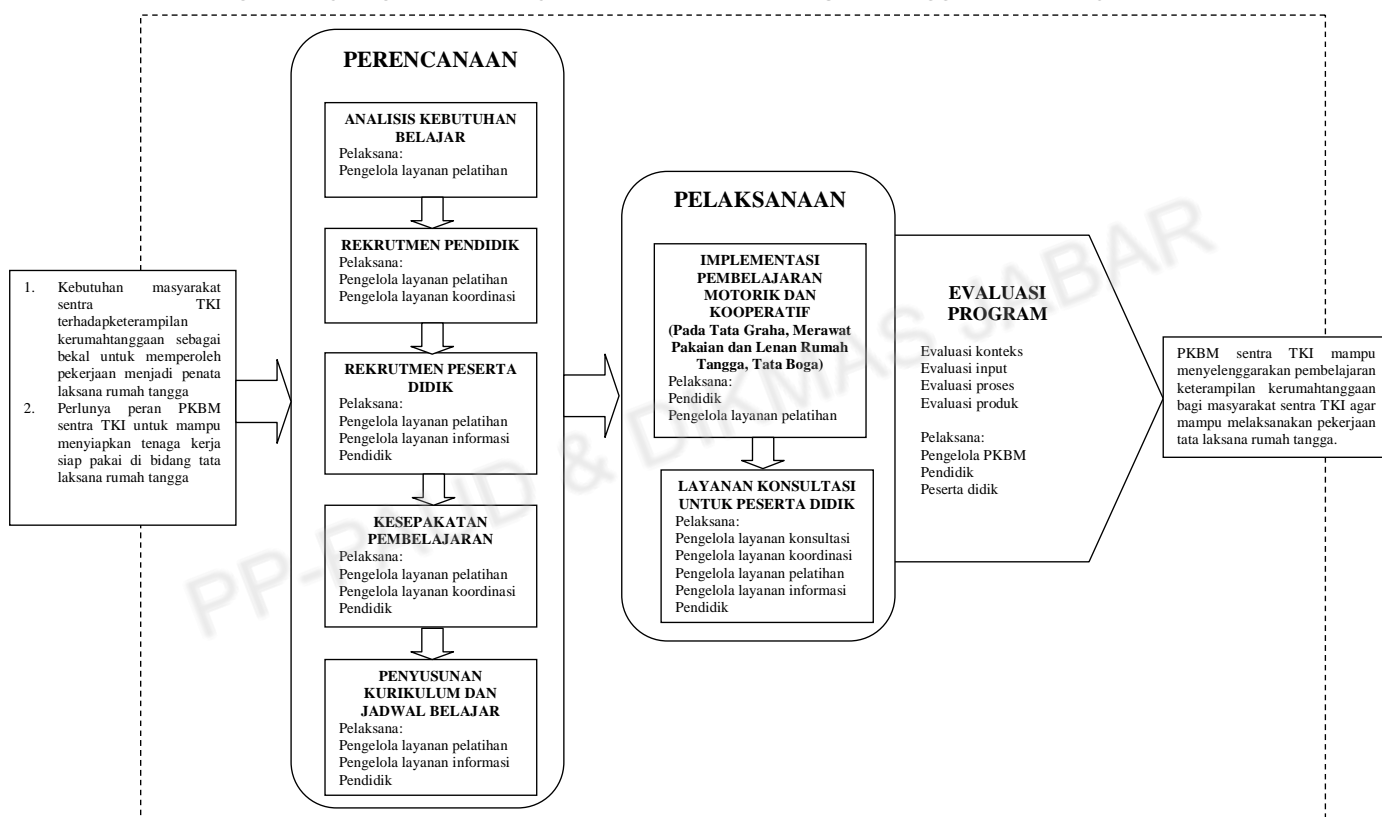 1. Kebutuhan masyarakat
sentra TKI
terhadapketerampilan
kerumahtanggaan sebagai
bekal untuk memperoleh
pekerjaan menjadi penata
laksana rumah tangga
2. Perlunya peran PKBM
sentra TKI untuk mampu
menyiapkan tenaga kerja
siap pakai di bidang tata
laksana rumah tangga
PERENCANAAN
ANALISIS KEBUTUHAN
BELAJAR
Pelaksana:
Pengelola layanan pelatihan
REKRUTMEN PENDIDIK
Pelaksana:
Pengelola layanan pelatihan
Pengelola layanan koordinasi
REKRUTMEN PESERTA
DIDIK
Pelaksana:
Pengelola layanan pelatihan
Pengelola layanan informasi
Pendidik
KESEPAKATAN
PEMBELAJARAN
Pelaksana:
Pengelola layanan pelatihan
Pengelola layanan koordinasi
Pendidik
PENYUSUNAN
KURIKULUM DAN
JADWAL BELAJAR
Pelaksana:
Pengelola layanan pelatihan
Pengelola layanan informasi
Pendidik
PELAKSANAAN
IMPLEMENTASI
PEMBELAJARAN
MOTORIK DAN
KOOPERATIF
(Pada Tata Graha, Merawat
Pakaian dan Lenan Rumah
Tangga, Tata Boga)
Pelaksana:
Pendidik
Pengelola layanan pelatihan
LAYANAN KONSULTASI
UNTUK PESERTA DIDIK
Pelaksana:
Pengelola layanan konsultasi
Pengelola layanan koordinasi
Pengelola layanan pelatihan
Pengelola layanan informasi
Pendidik
EVALUASI
PROGRAM
Evaluasi konteks
Evaluasi input
Evaluasi proses
Evaluasi produk
Pelaksana:
Pengelola PKBM
Pendidik
Peserta didik
PKBM sentra TKI mampu
menyelenggarakan pembelajaran
keterampilan kerumahtanggaan
bagi masyarakat sentra TKI agar
mampu melaksanakan pekerjaan
tata laksana rumah tangga.
PP-PAUD & DIKMAS JABAR